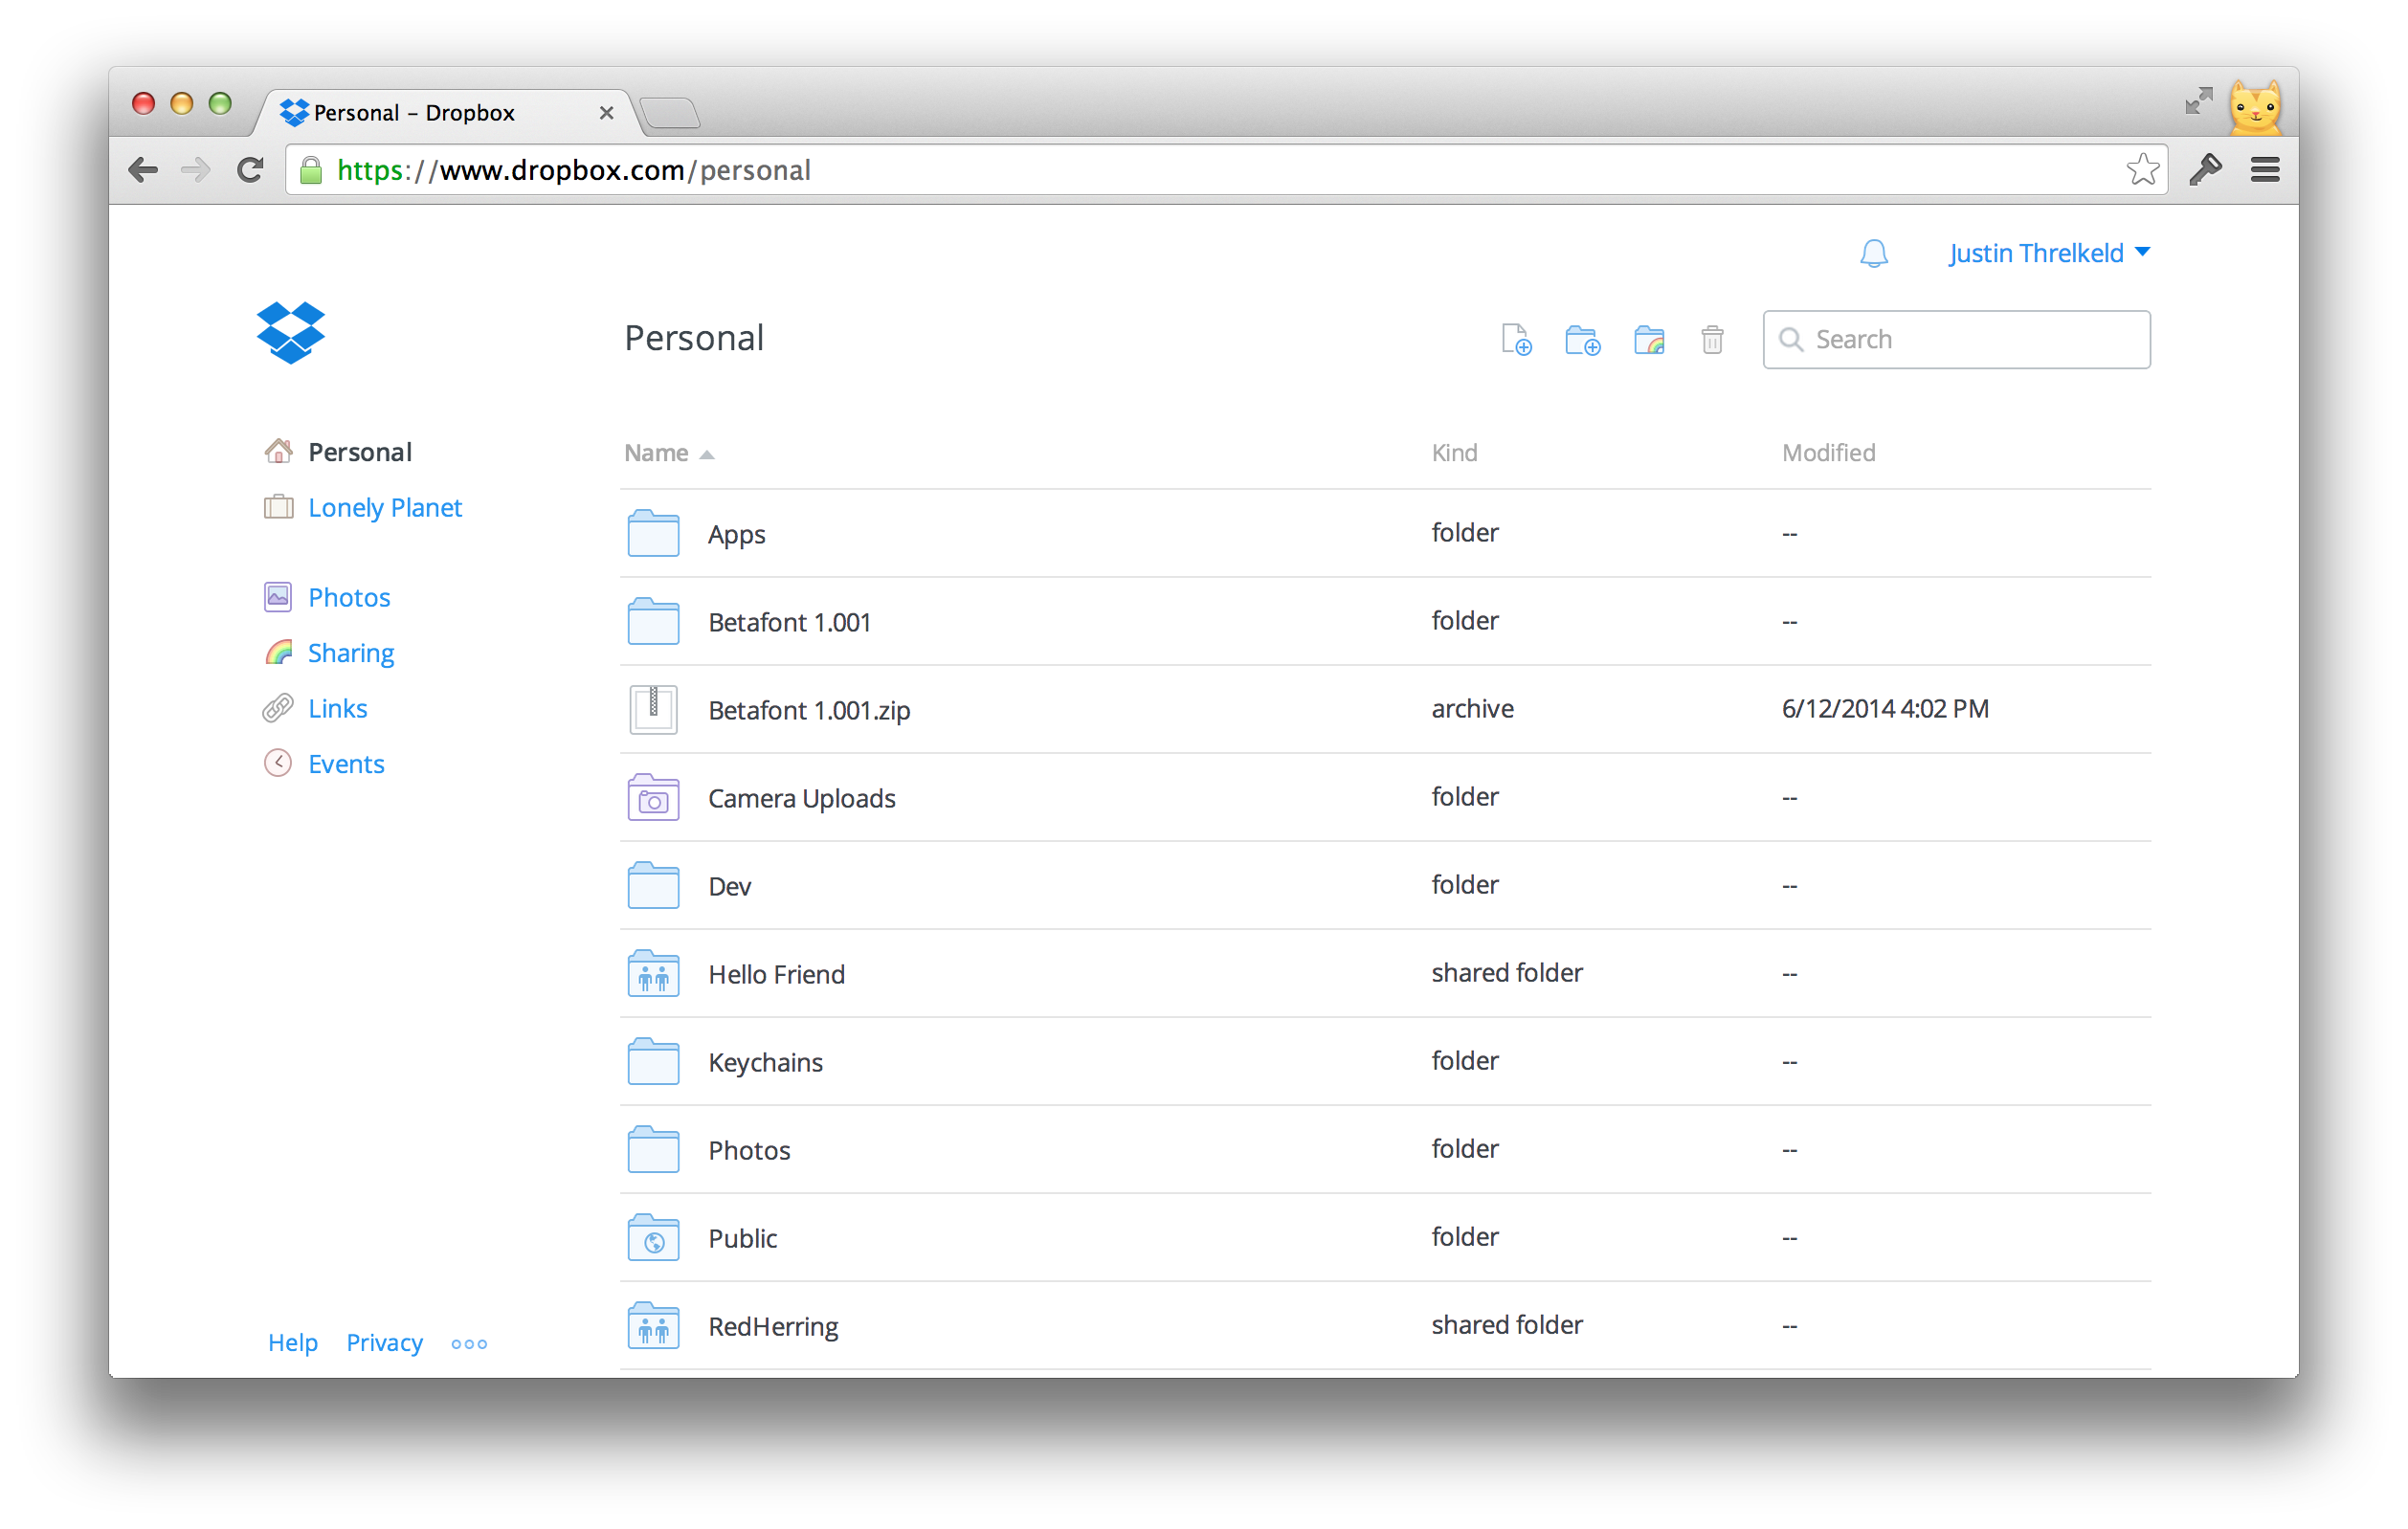 Personal – Dropbox
https://www.dropbox.com/personal
Justin Threlkeld
Personal
Search
Personal
Lonely Planet
Photos
Sharing
Links
Events
Name Kind Modified
Apps folder --
Betafont 1.001 folder --
Betafont 1.001.zip archive 6/12/2014 4:02 PM
Camera Uploads folder --
Dev folder --
Hello Friend shared folder --
Keychains folder --
Photos folder --
Public folder --
RedHerring shared folder --
Help Privacy